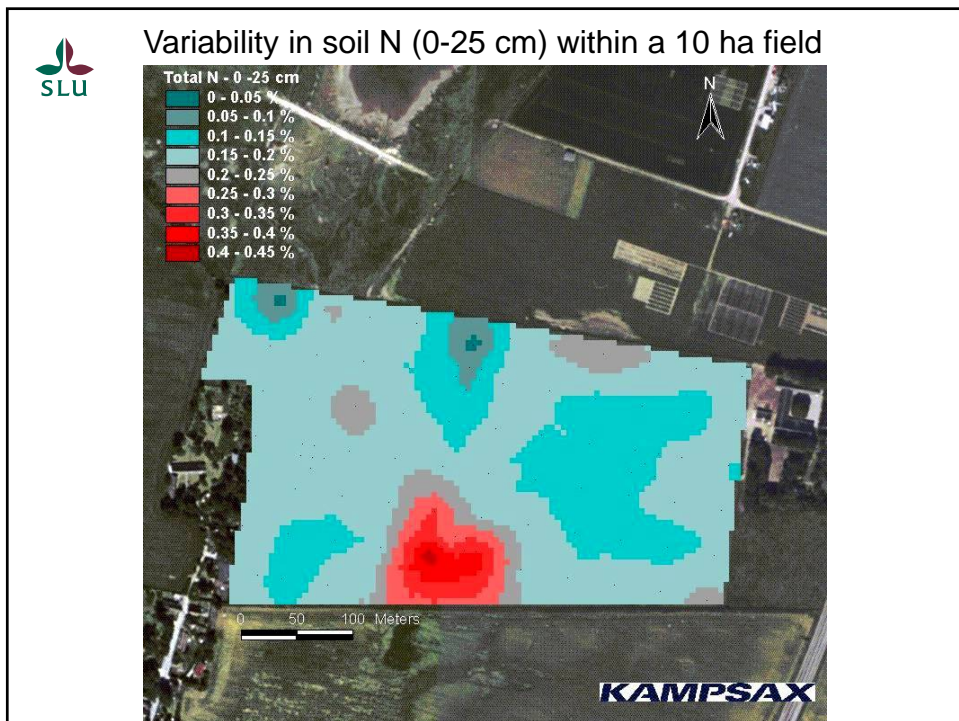 Variability in soil N (0-25 cm) within a 10 ha field
SLU
Total N - 0 -25 cm
0 - 0.05 %
0.05 - 0.1 %
0.1 - 0.15 %
0.15 - 0.2 %
0.2 - 0.25 %
0.25 - 0.3 %
0.3 - 0.35 %
0.35 - 0.4 %
0.4 - 0.45 %
N
0 50 100 Meters
KAMPSAX